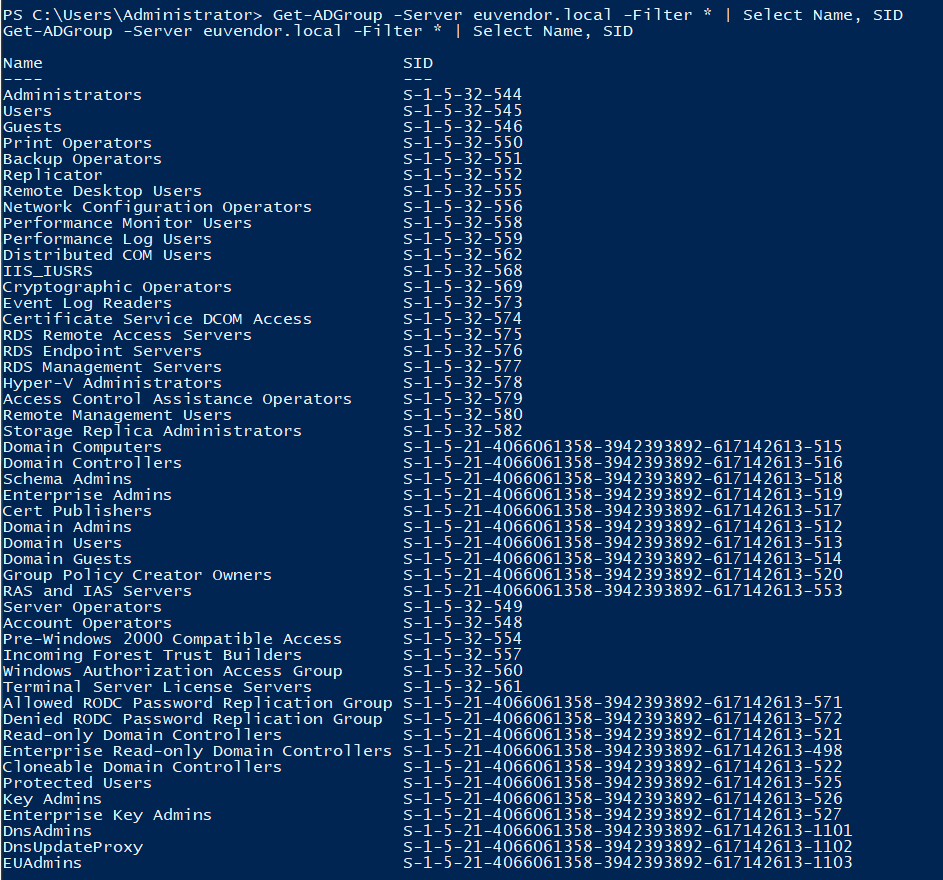 PS C:\Users\Administrator> Get-ADGroup -Server euvendor.local -Filter * | Select Name, SID
Get-ADGroup -Server euvendor.local -Filter * | Select Name, SID
Name SID
---- ---
Administrators S-1-5-32-544
Users S-1-5-32-545
Guests S-1-5-32-546
Print Operators S-1-5-32-550
Backup Operators S-1-5-32-551
Replicator S-1-5-32-552
Remote Desktop Users S-1-5-32-555
Network Configuration Operators S-1-5-32-556
Performance Monitor Users S-1-5-32-558
Performance Log Users S-1-5-32-559
Distributed COM Users S-1-5-32-562
IIS_IUSRS S-1-5-32-568
Cryptographic Operators S-1-5-32-569
Event Log Readers S-1-5-32-573
Certificate Service DCOM Access S-1-5-32-574
RDS Remote Access Servers S-1-5-32-575
RDS Endpoint Servers S-1-5-32-576
RDS Management Servers S-1-5-32-577
Hyper-V Administrators S-1-5-32-578
Access Control Assistance Operators S-1-5-32-579
Remote Management Users S-1-5-32-580
Storage Replica Administrators S-1-5-32-582
Domain Computers S-1-5-21-4066061358-3942393892-617142613-515
Domain Controllers S-1-5-21-4066061358-3942393892-617142613-516
Schema Admins S-1-5-21-4066061358-3942393892-617142613-518
Enterprise Admins S-1-5-21-4066061358-3942393892-617142613-519
Cert Publishers S-1-5-21-4066061358-3942393892-617142613-517
Domain Admins S-1-5-21-4066061358-3942393892-617142613-512
Domain Users S-1-5-21-4066061358-3942393892-617142613-513
Domain Guests S-1-5-21-4066061358-3942393892-617142613-514
Group Policy Creator Owners S-1-5-21-4066061358-3942393892-617142613-520
RAS and IAS Servers S-1-5-21-4066061358-3942393892-617142613-553
Server Operators S-1-5-32-549
Account Operators S-1-5-32-548
Pre-Windows 2000 Compatible Access S-1-5-32-554
Incoming Forest Trust Builders S-1-5-32-557
Windows Authorization Access Group S-1-5-32-560
Terminal Server License Servers S-1-5-32-561
Allowed RODC Password Replication Group S-1-5-21-4066061358-3942393892-617142613-571
Denied RODC Password Replication Group S-1-5-21-4066061358-3942393892-617142613-572
Read-only Domain Controllers S-1-5-21-4066061358-3942393892-617142613-521
Enterprise Read-only Domain Controllers S-1-5-21-4066061358-3942393892-617142613-498
Cloneable Domain Controllers S-1-5-21-4066061358-3942393892-617142613-522
Protected Users S-1-5-21-4066061358-3942393892-617142613-525
Key Admins S-1-5-21-4066061358-3942393892-617142613-526
Enterprise Key Admins S-1-5-21-4066061358-3942393892-617142613-527
DnsAdmins S-1-5-21-4066061358-3942393892-617142613-1101
DnsUpdateProxy S-1-5-21-4066061358-3942393892-617142613-1102
EUAdmins S-1-5-21-4066061358-3942393892-617142613-1103